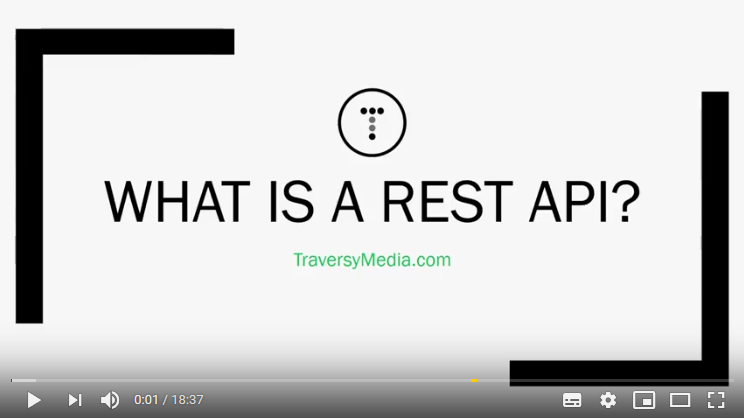 T
WHAT IS A REST API?
TraversyMedia.com
0:01 / 18:37